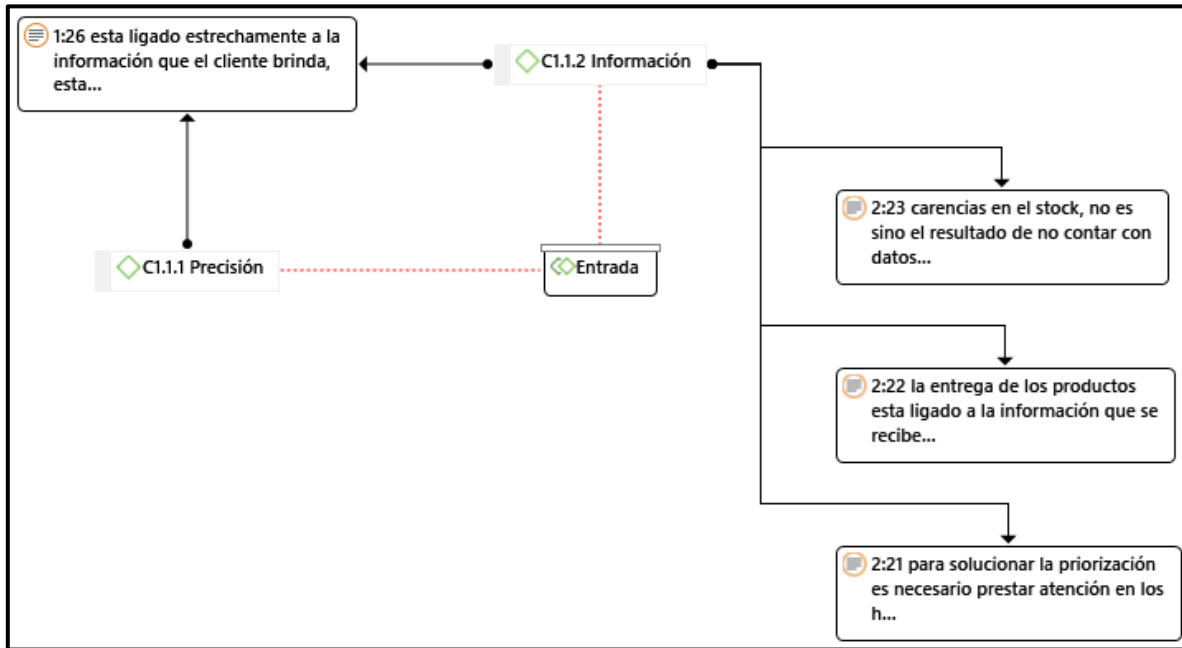 1:26 esta ligado estrechamente a la
información que el cliente brinda,
esta...
C1.1.2 Información
2:23 carencias en el stock, no es
sino el resultado de no contar con
datos...
C1.1.1 Precisión
Entrada
2:22 la entrega de los productos
esta ligado a la información que se
recibe...
2:21 para solucionar la priorización
es necesario prestar atención en los
h...